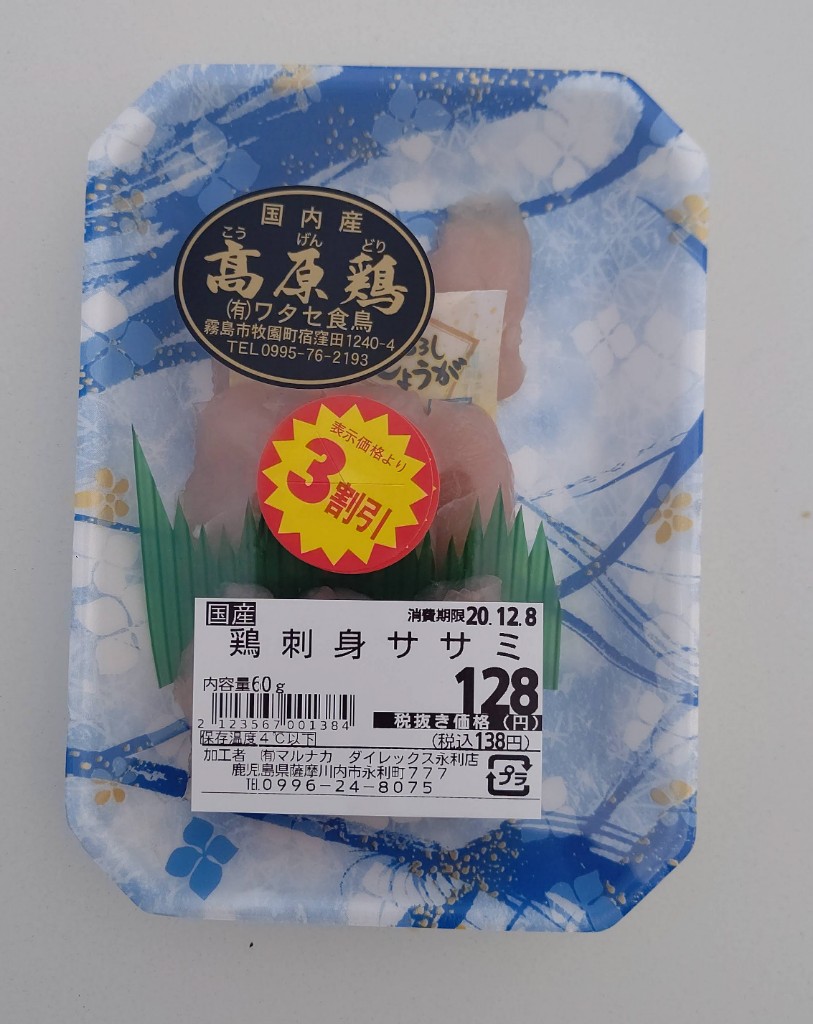 国内産
こう げん どり
高原鶏
(有)ワタセ食鳥
霧島市牧園町宿窪田1240-4
TEL0995-76-2193
しょうが
表示価格より
3割引
国産
消費期限20.12.8
鶏刺身ササミ
内容量60g
128
税抜き価格(円)
2 123567 001384
保存温度4℃以下
(税込138円)
加工者 (有)マルナカ ダイレックス永利店
鹿児島県薩摩川内市永利町777
TEL0996-24-8075
プラ